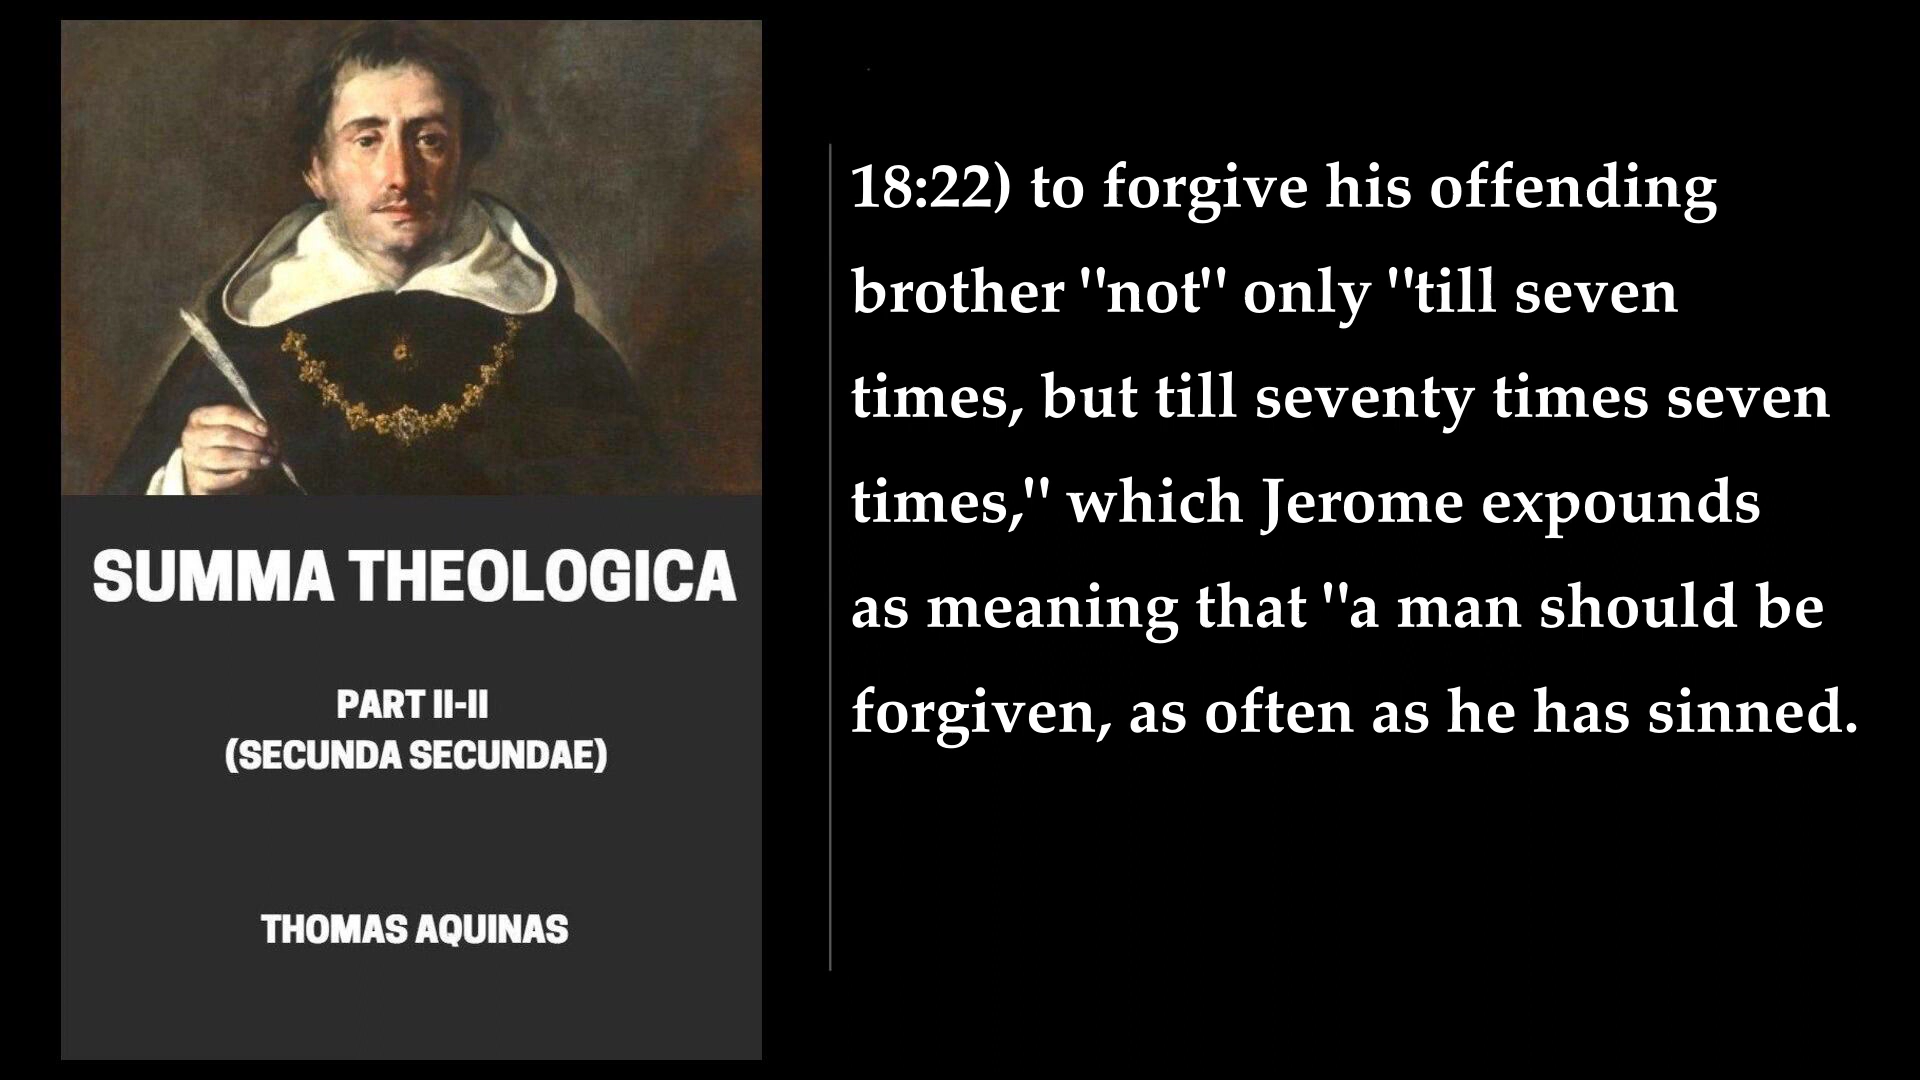 SUMMA THEOLOGICA
PART II-II
(SECUNDA SECUNDAE)
THOMAS AQUINAS
18:22) to forgive his offending
brother "not" only "till seven
times, but till seventy times seven
times," which Jerome expounds
as meaning that "a man should be
forgiven, as often as he has sinned.